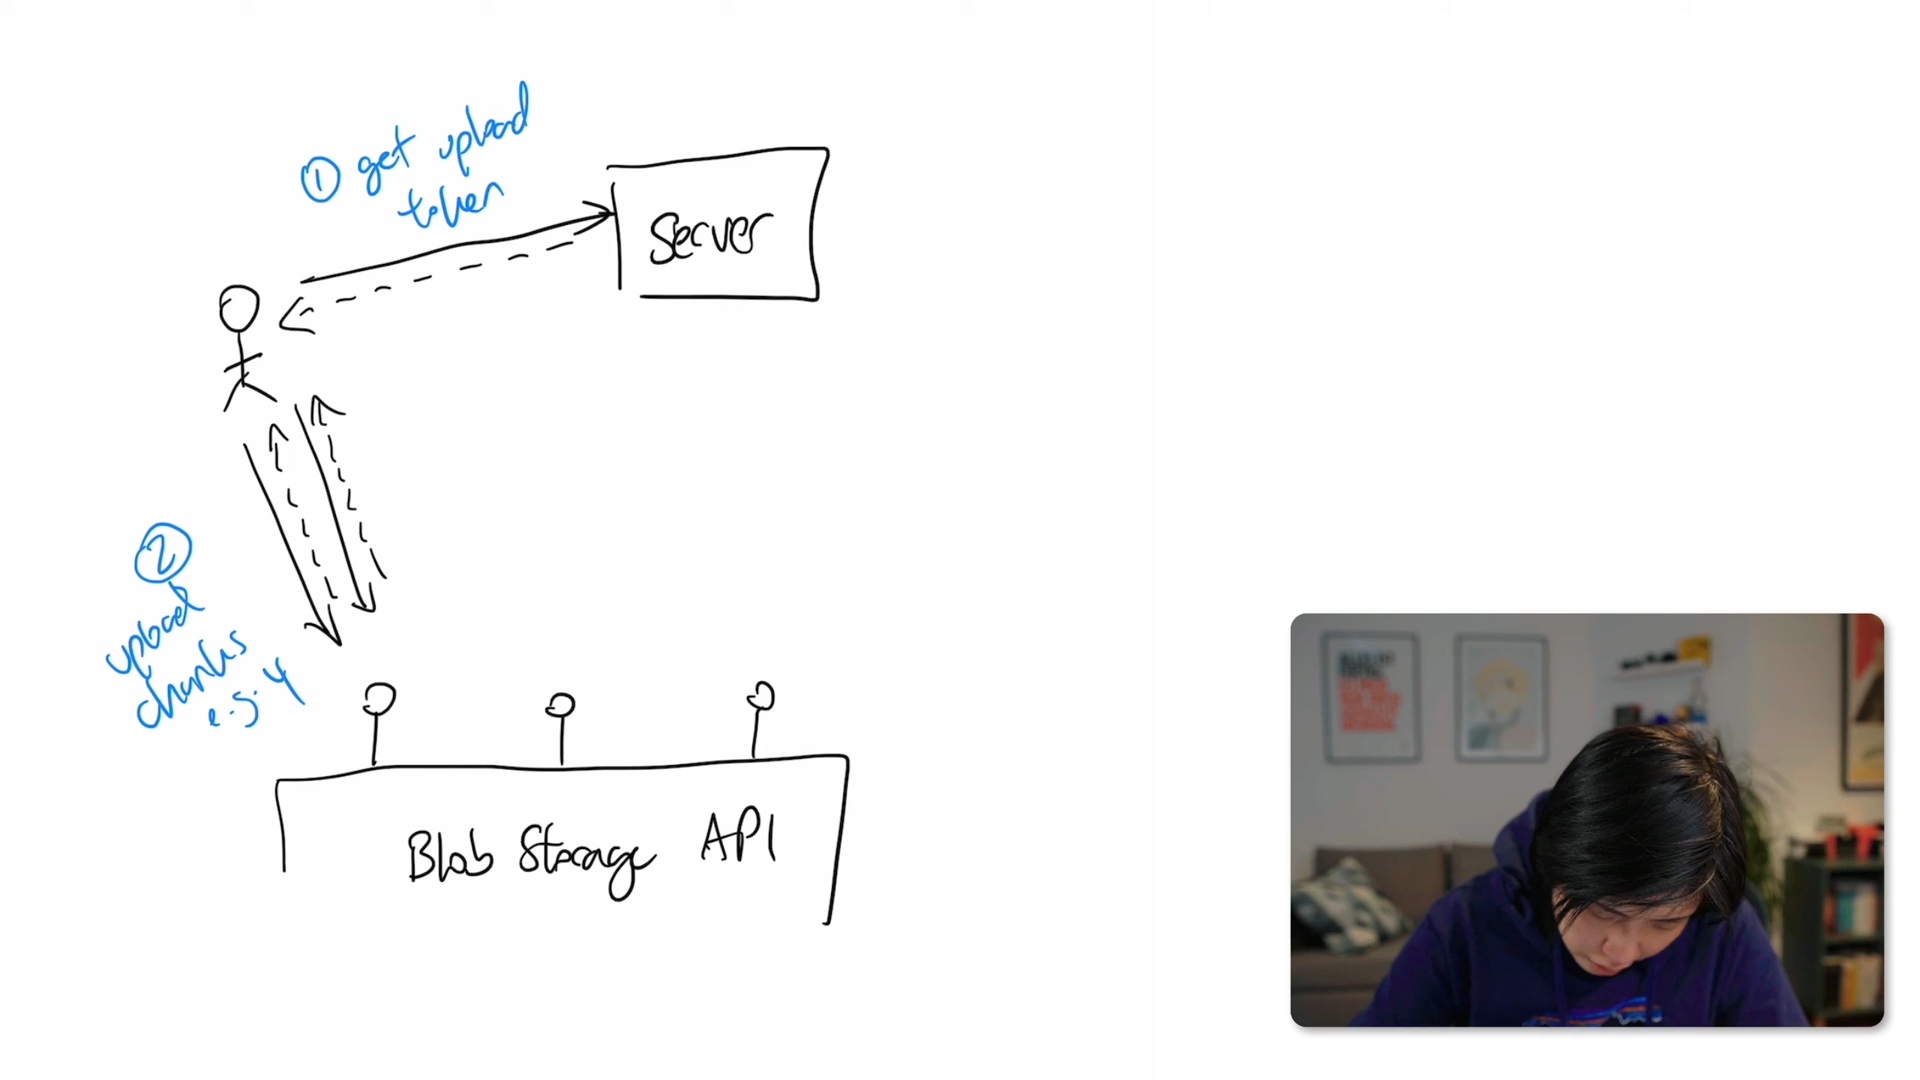 ① get upload
token
Server
②
upload
chunks
e.g. 4
Blob Storage API